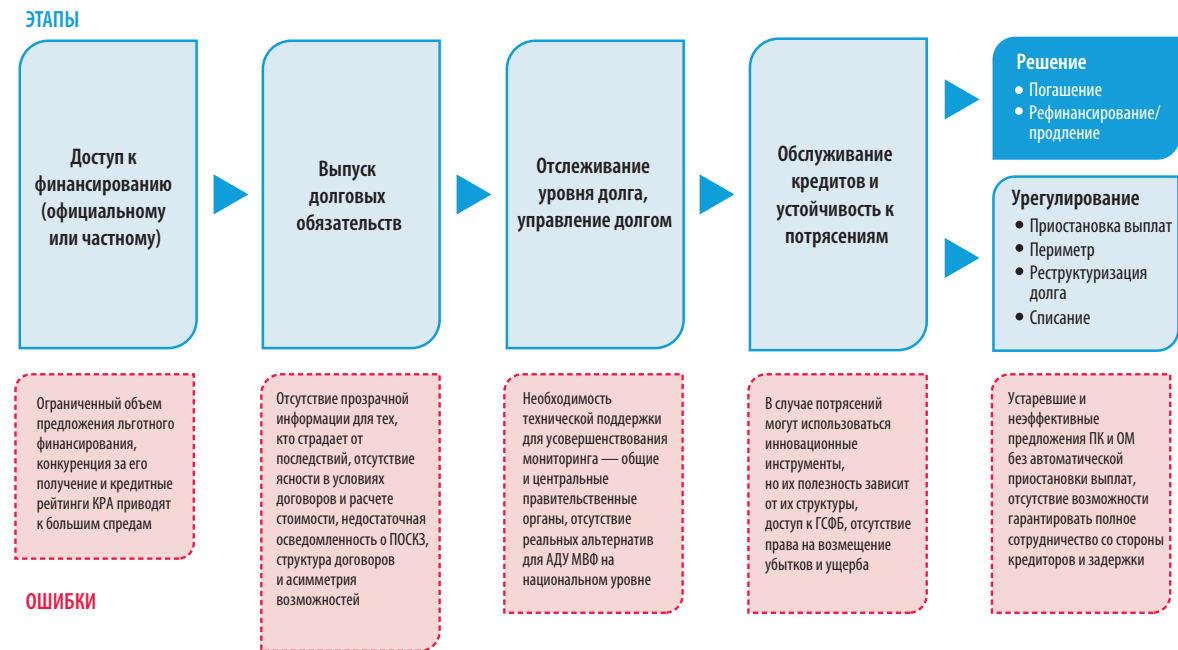 ЭТАПЫ
Доступ к
финансированию
(официальному
или частному)
Выпуск
долговых
обязательств
Отслеживание
уровня долга,
управление долгом
Обслуживание
кредитов и
устойчивость к
потрясениям
Решение
• Погашение
• Рефинансирование/
продление
Урегулирование
• Приостановка выплат
• Периметр
• Реструктуризация
долга
• Списание
Ограниченный объем
предложения льготного
финансирования,
конкуренция за его
получение и кредитные
рейтинги КРА приводят
к большим спредам
Отсутствие прозрачной
информации для тех,
кто страдает от
последствий, отсутствие
ясности в условиях
договоров и расчете
стоимости, недостаточная
осведомленность о ПОСКЗ,
структура договоров
и асимметрия
возможностей
Необходимость
технической поддержки
для усовершенствования
мониторинга — общие
и центральные
правительственные
органы, отсутствие
реальных альтернатив
для АДУ МВФ на
национальном уровне
В случае потрясений
могут использоваться
инновационные
инструменты,
но их полезность зависит
от их структуры,
доступ к ГСФБ, отсутствие
права на возмещение
убытков и ущерба
Устаревшие и
неэффективные
предложения ПК и ОМ
без автоматической
приостановки выплат,
отсутствие возможности
гарантировать полное
сотрудничество со стороны
кредиторов и задержки
ОШИБКИ